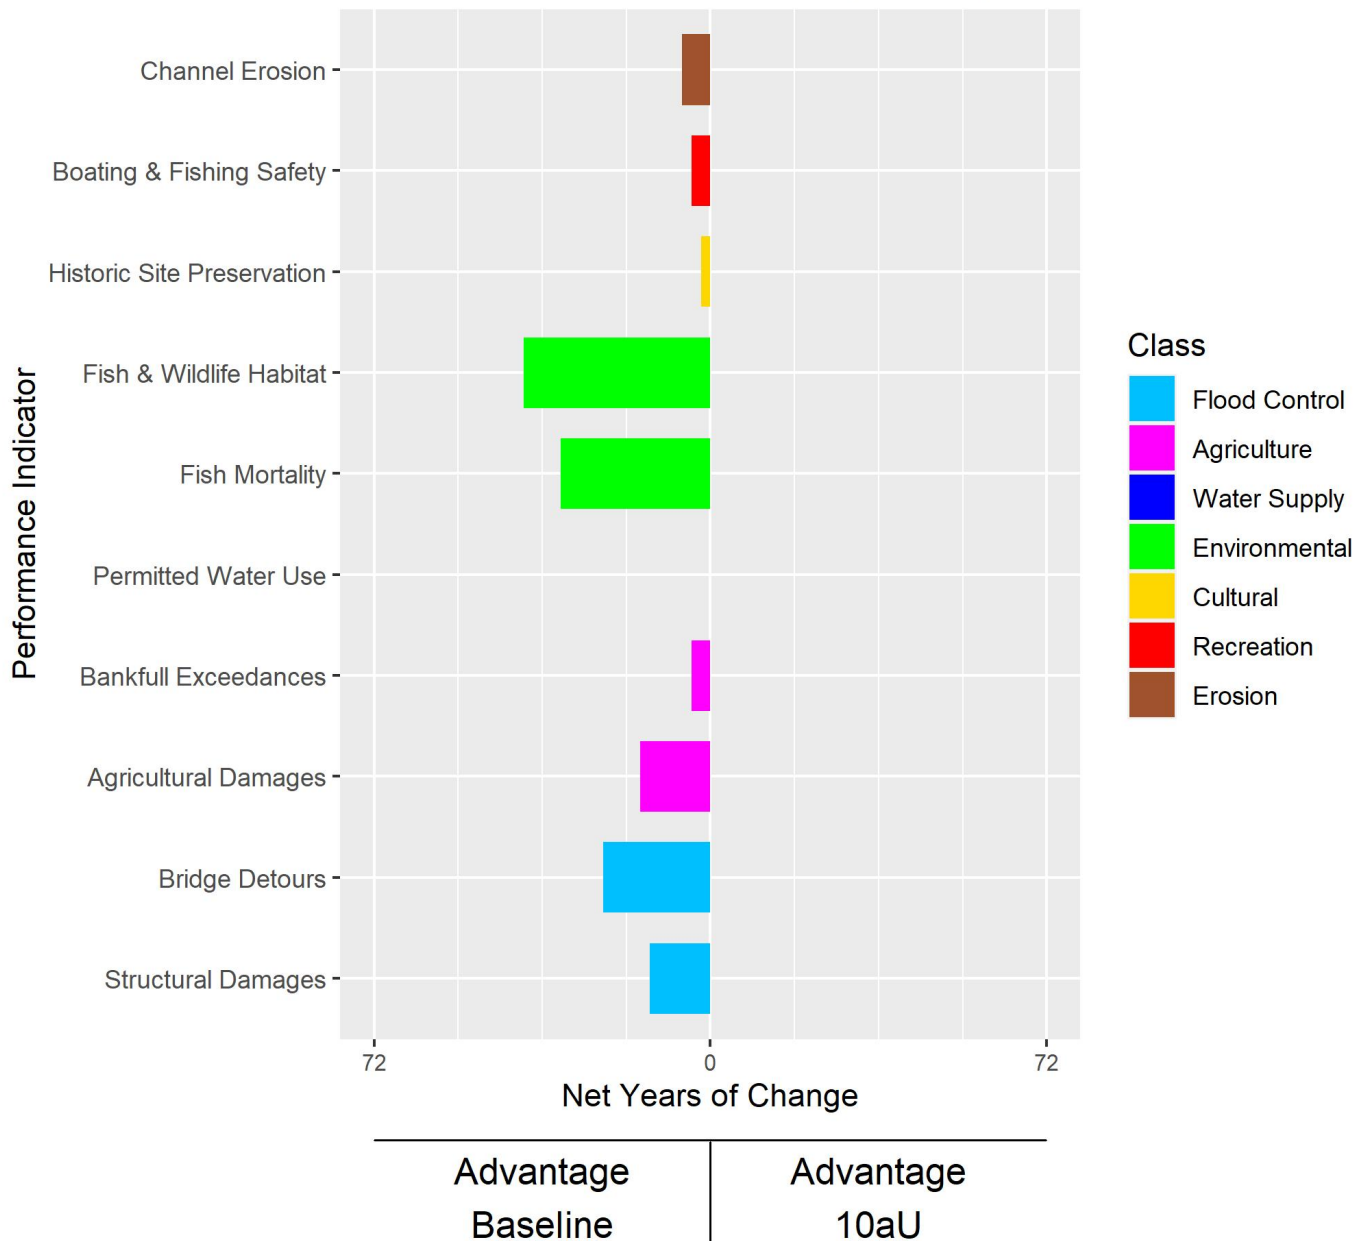 Performance Indicator
Channel Erosion
Boating & Fishing Safety
Historic Site Preservation
Fish & Wildlife Habitat
Fish Mortality
Permitted Water Use
Bankfull Exceedances
Agricultural Damages
Bridge Detours
Structural Damages
72 0 72
Net Years of Change
Advantage Baseline
Advantage 10aU
Class
Flood Control
Agriculture
Water Supply
Environmental
Cultural
Recreation
Erosion